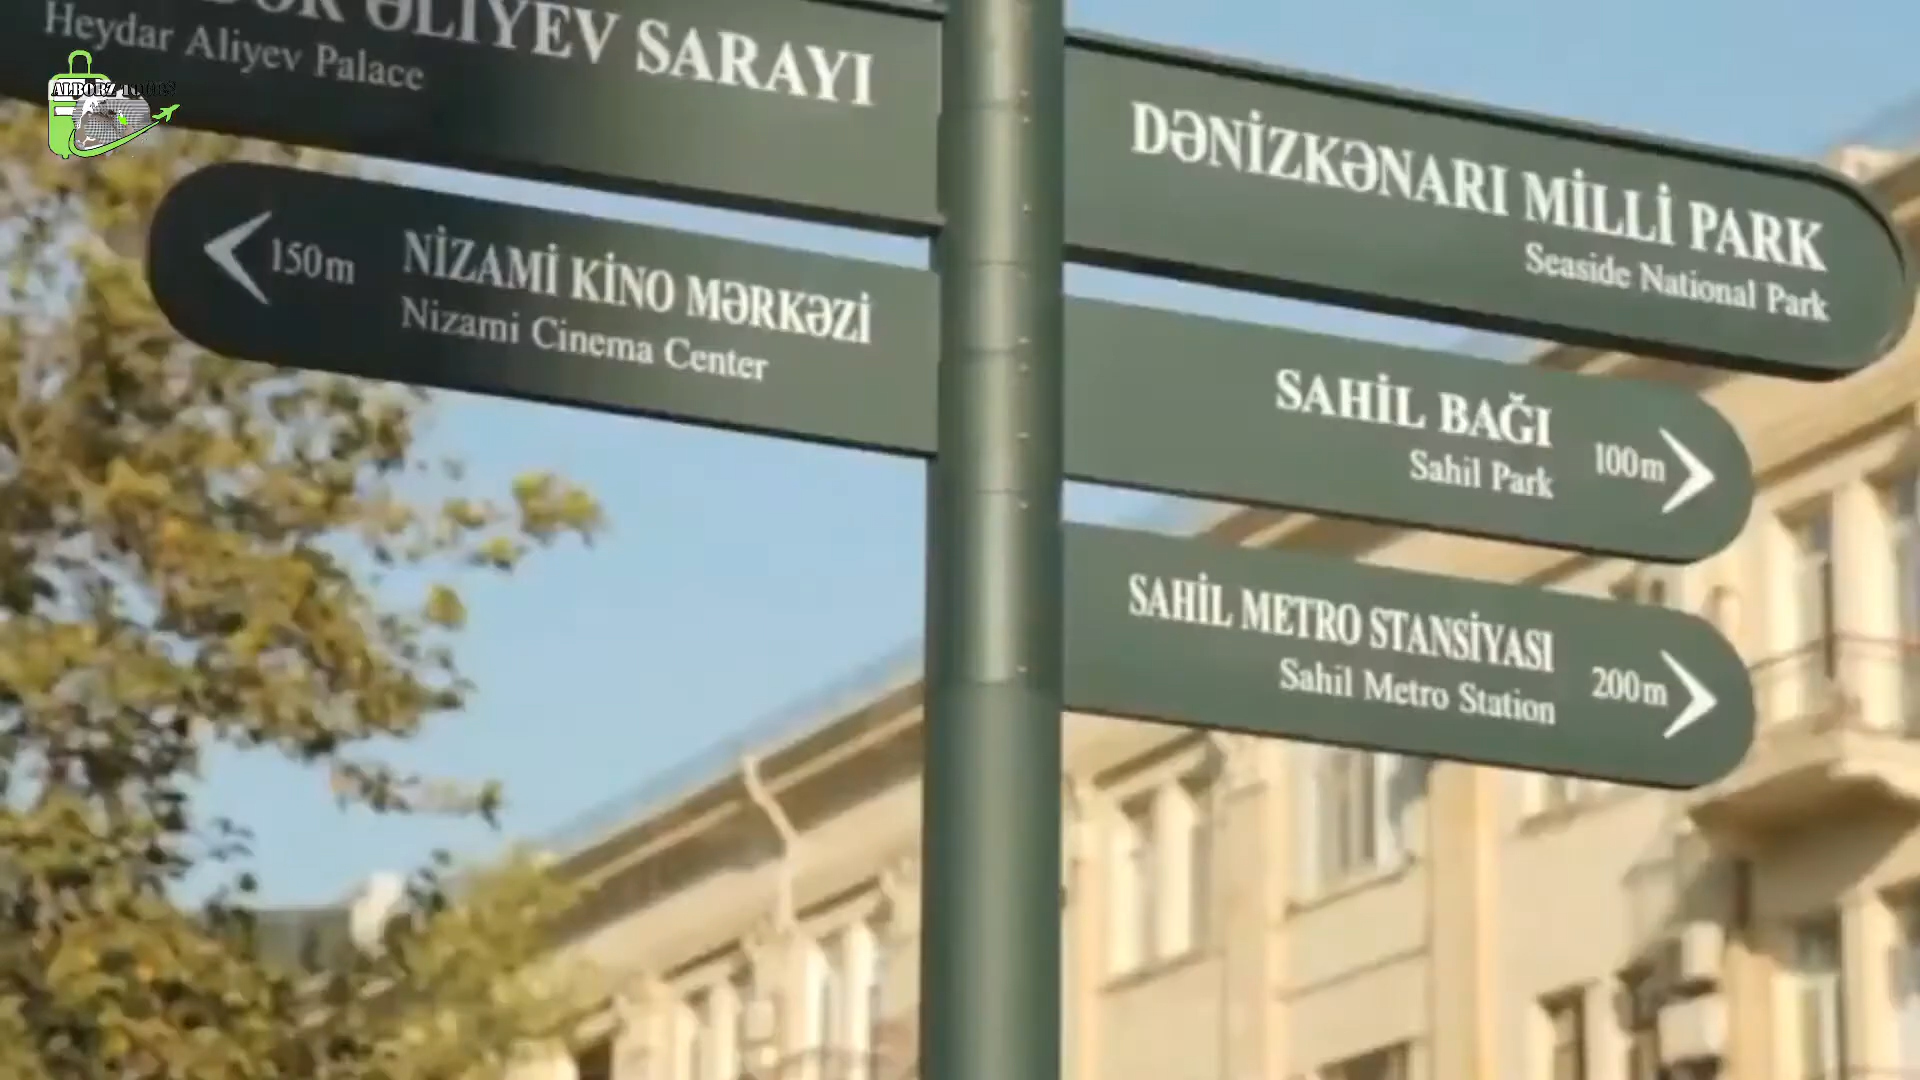 ƏLİYEV SARAYI
Heydar Aliyev Palace
150m
NİZAMİ KİNO MƏRKƏZİ
Nizami Cinema Center
DƏNİZKƏNARI MİLLİ PARK
Seaside National Park
SAHİL BAĞI
Sahil Park
100m
SAHİL METRO STANSİYASI
Sahil Metro Station
200m
ALBORZ